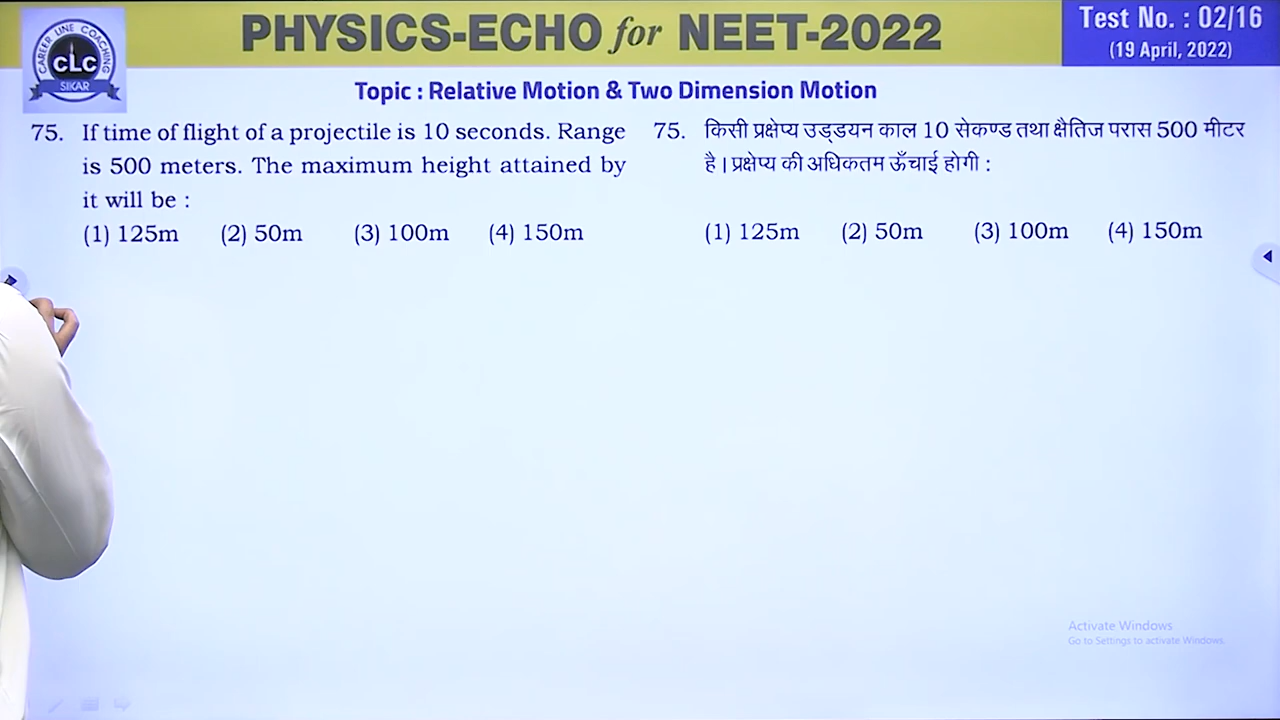 PHYSICS-ECHO for NEET-2022
Test No. : 02/16
(19 April, 2022)
CAREER LINE COACHING
CLC
SIKAR
Topic : Relative Motion & Two Dimension Motion
75. If time of flight of a projectile is 10 seconds. Range
is 500 meters. The maximum height attained by
it will be :
(1) 125m (2) 50m (3) 100m (4) 150m
75. किसी प्रक्षेप्य उड्डयन काल 10 सेकण्ड तथा क्षैतिज परास 500 मीटर
है। प्रक्षेप्य की अधिकतम ऊँचाई होगी :
(1) 125m (2) 50m (3) 100m (4) 150m
Activate Windows
Go to Settings to activate Windows.